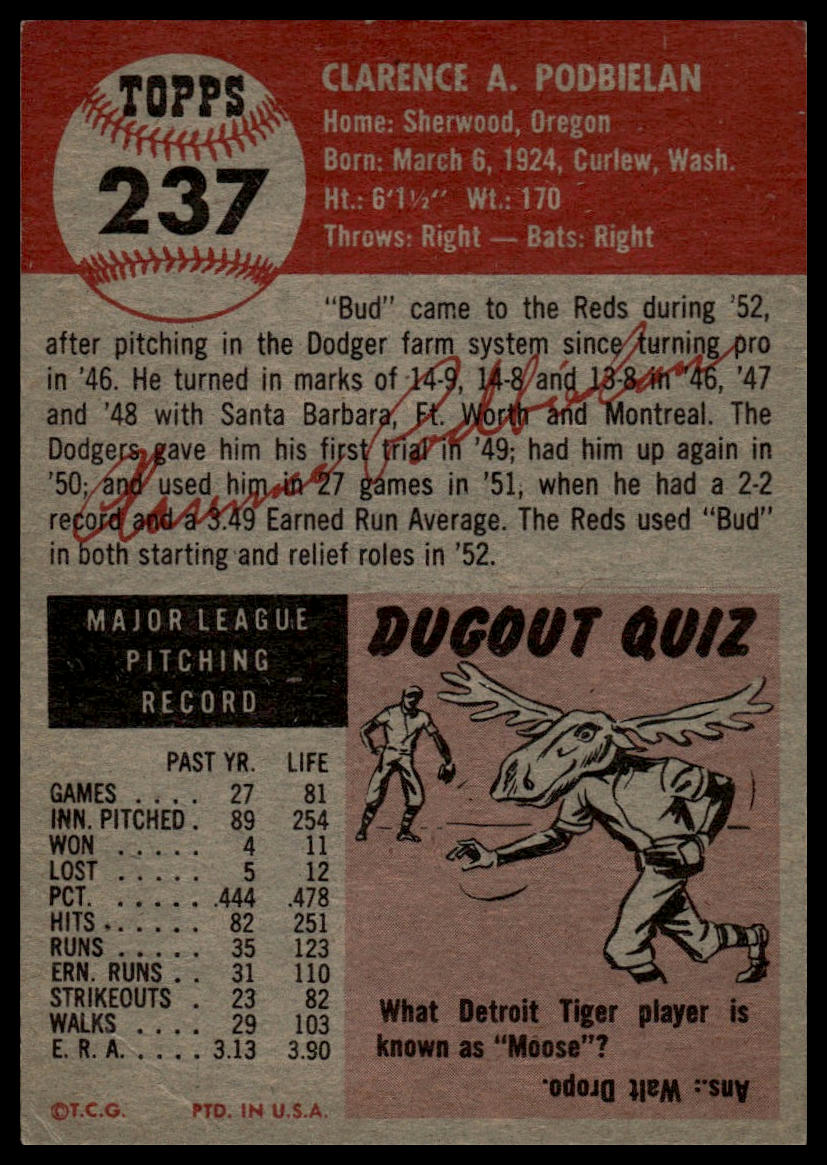 TOPPS
237
CLARENCE A. PODBIELAN
Home: Sherwood, Oregon
Born: March 6, 1924, Curlew, Wash.
Ht.: 6'1½" Wt.: 170
Throws: Right — Bats: Right
"Bud" came to the Reds during '52,
after pitching in the Dodger farm system since turning pro
in '46. He turned in marks of 14-9, 14-8 and 13-8 in '46, '47
and '48 with Santa Barbara, Ft. Worth and Montreal. The
Dodgers gave him his first trial in '49; had him up again in
'50; and used him in 27 games in '51, when he had a 2-2
record and a 3.49 Earned Run Average. The Reds used "Bud"
in both starting and relief roles in '52.
Clarence Podbielan
MAJOR LEAGUE
PITCHING
RECORD
PAST YR. LIFE
GAMES . . . . 27 81
INN. PITCHED . 89 254
WON . . . . . 4 11
LOST . . . . . 5 12
PCT. . . . . . .444 .478
HITS . . . . . . 82 251
RUNS . . . . . 35 123
ERN. RUNS . . 31 110
STRIKEOUTS . 23 82
WALKS . . . . 29 103
E. R. A. . . . . 3.13 3.90
©T.C.G. PTD. IN U.S.A.
DUGOUT QUIZ
What Detroit Tiger player is
known as "Moose"?
Ans.: Walt Dropo.